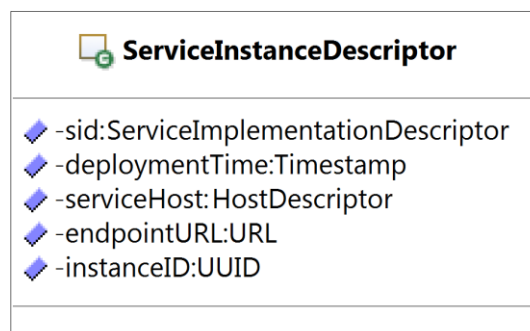 ServiceInstanceDescriptor
-sid:ServiceImplementationDescriptor
-deploymentTime:Timestamp
-serviceHost:HostDescriptor
-endpointURL:URL
-instanceID:UUID